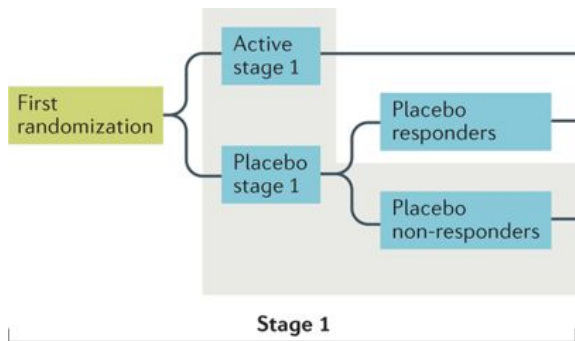 First
randomization
Active
stage 1
Placebo
stage 1
Placebo
responders
Placebo
non-responders
Stage 1